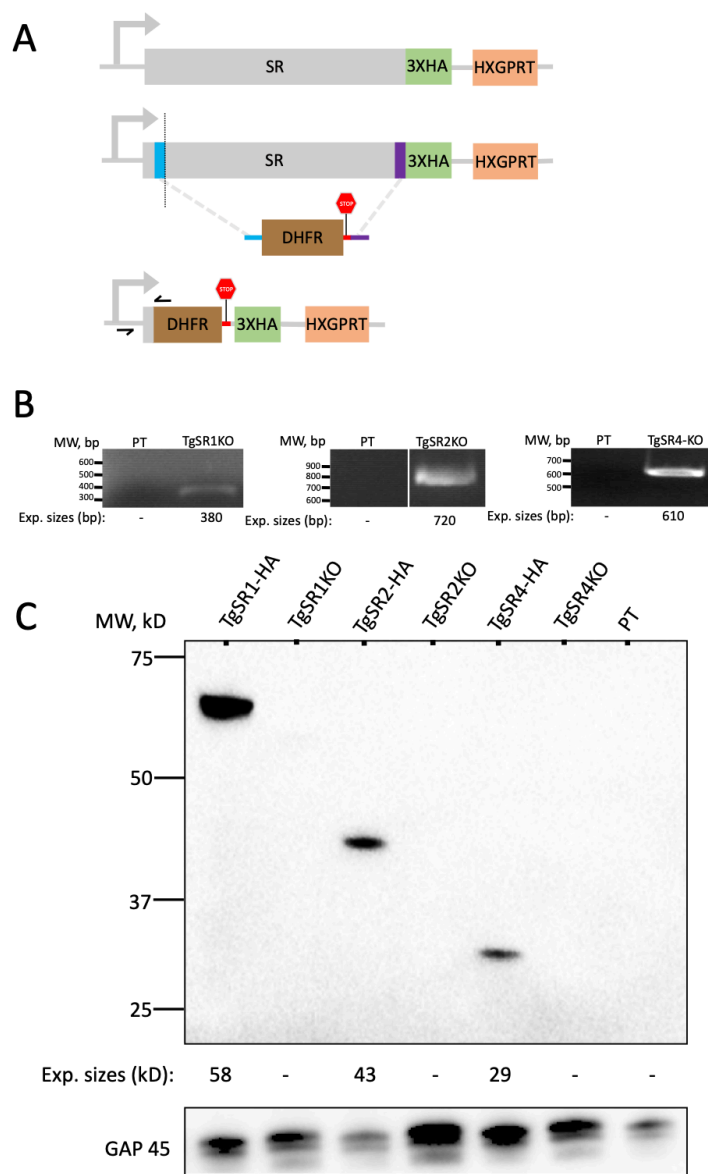 A
SR
3XHA
HXGPRT
SR
3XHA
HXGPRT
STOP
DHFR
STOP
DHFR
3XHA
HXGPRT
B
MW, bp PT TgSR1KO
600
500
400
300
Exp. sizes (bp): - 380
MW, bp PT TgSR2KO
900
800
700
600
Exp. sizes (bp): - 720
MW, bp PT TgSR4-KO
700
600
500
Exp. sizes (bp): - 610
C
MW, kD
TgSR1-HA
TgSR1KO
TgSR2-HA
TgSR2KO
TgSR4-HA
TgSR4KO
PT
75
50
37
25
Exp. sizes (kD): 58 - 43 - 29 - -
GAP 45